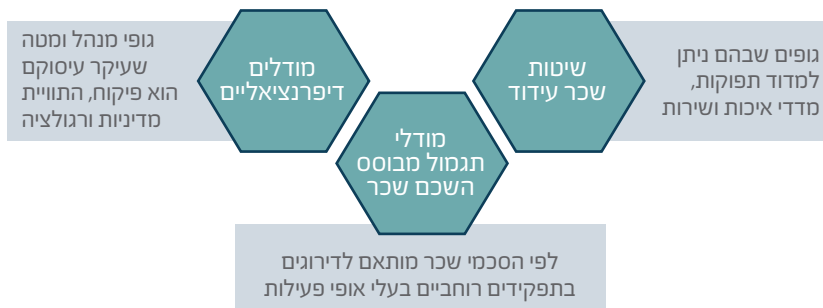 גופים שבהם ניתן
למדוד תפוקות,
מדדי איכות ושירות
שיטות
שכר עידוד
מודלים
דיפרנציאליים
גופי מנהל ומטה
שעיקר עיסוקם
הוא פיקוח, התוויית
מדיניות ורגולציה
מודלי
תגמול מבוסס
השכם שכר
לפי הסכמי שכר מותאם לדירוגים
בתפקידים רוחביים בעלי אופי פעילות